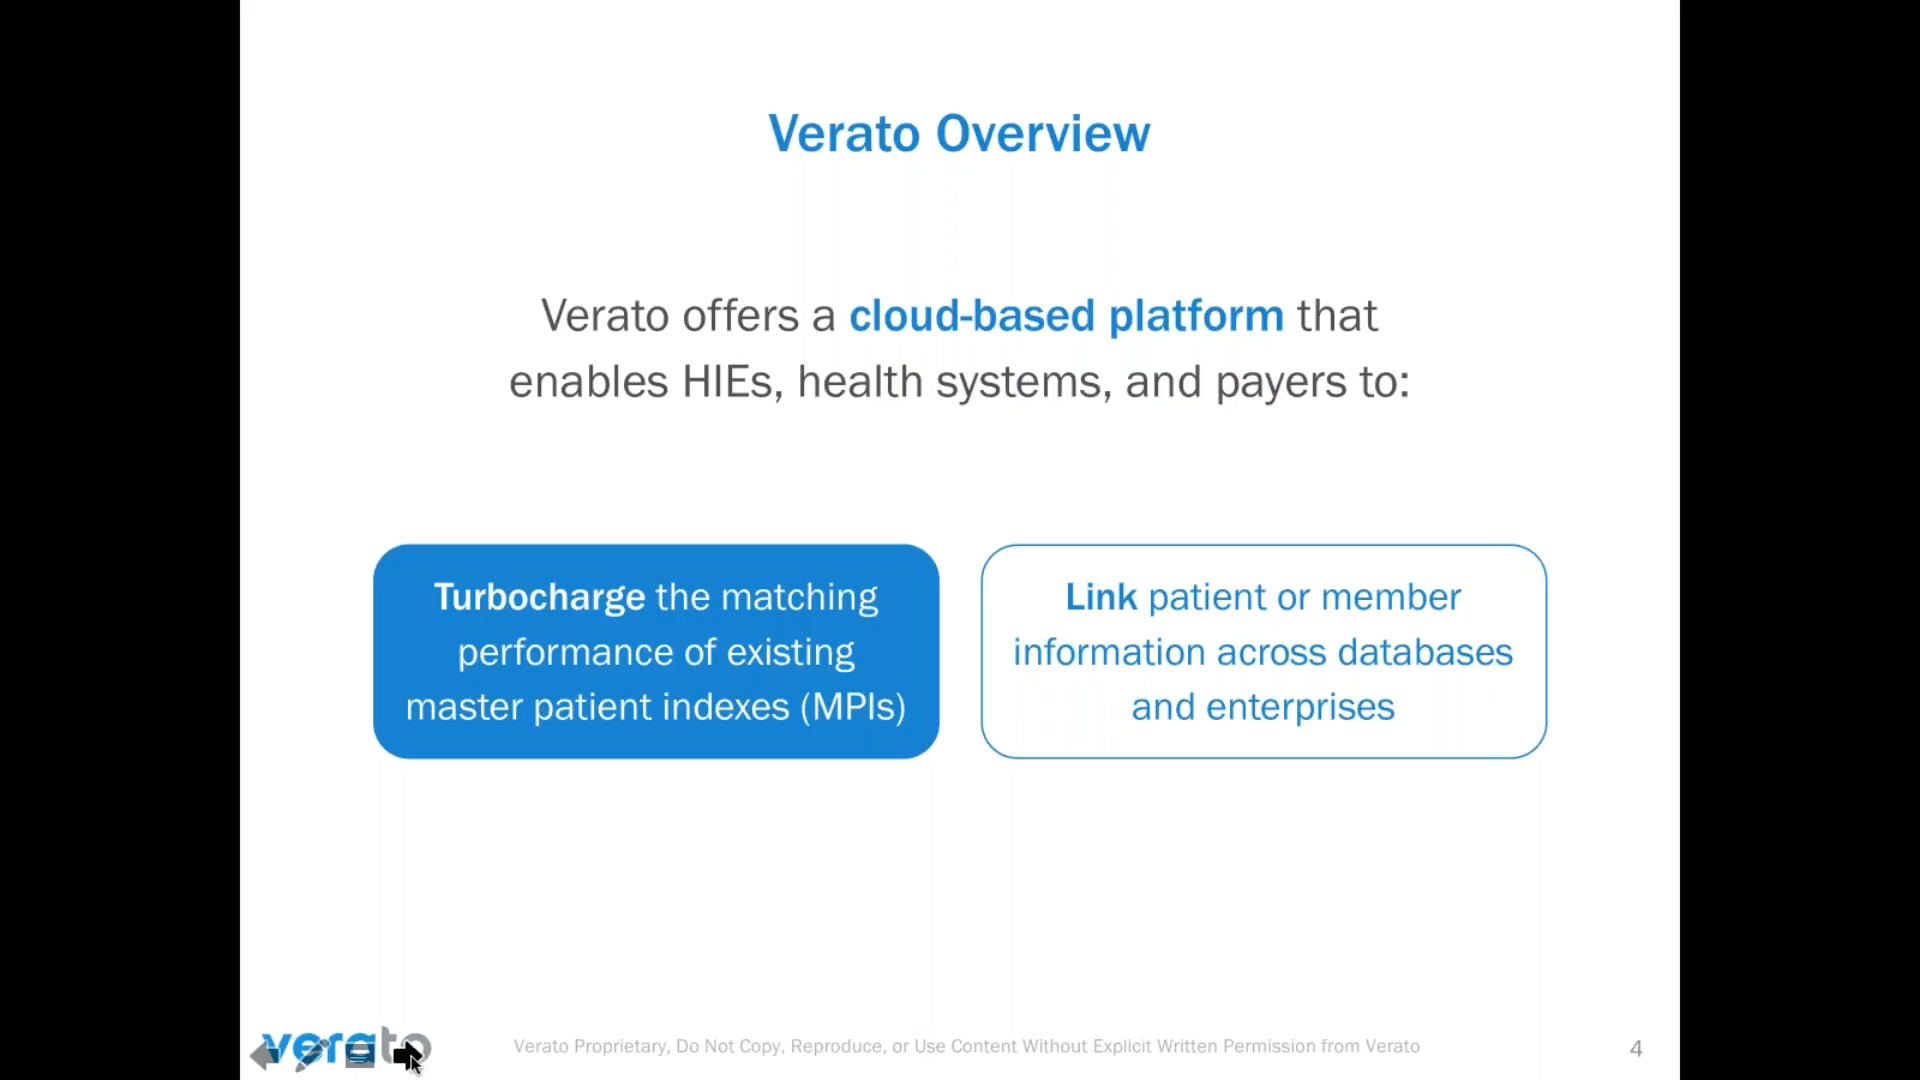 Verato Overview
Verato offers a cloud-based platform that
enables HIEs, health systems, and payers to:
Turbocharge the matching
performance of existing
master patient indexes (MPIs)
Link patient or member
information across databases
and enterprises
verato
Verato Proprietary, Do Not Copy, Reproduce, or Use Content Without Explicit Written Permission from Verato
4